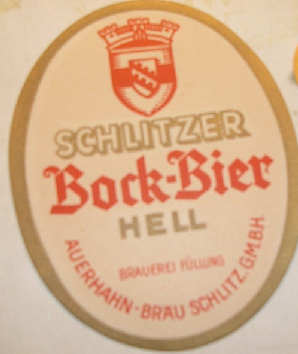 SCHLITZER
Bock-Bier
HELL
BRAUEREI FÜLLUNG
AUERHAHN-BRÄU SCHLITZ G.M.B.H.